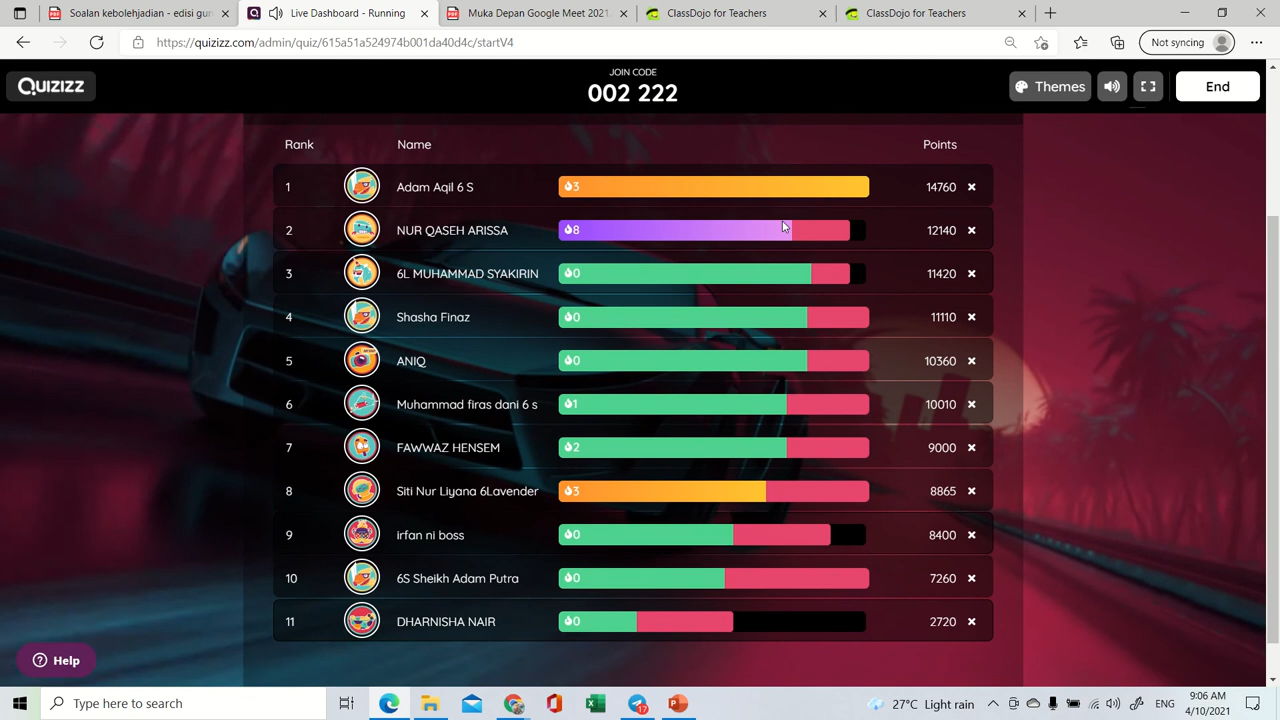 Soalan kebolehjadian - edisi gun
Live Dashboard - Running
Muka Depan Google Meet 2021
ClassDojo for Teachers
ClassDojo for Teachers
https://quizizz.com/admin/quiz/615a51a524974b001da40d4c/startV4
Not syncing
Quizizz
JOIN CODE
002 222
Themes
End
Rank Name Points
1 Adam Aqil 6 S 3 14760
2 NUR QASEH ARISSA 8 12140
3 6L MUHAMMAD SYAKIRIN 0 11420
4 Shasha Finaz 0 11110
5 ANIQ 0 10360
6 Muhammad firas dani 6 s 1 10010
7 FAWWAZ HENSEM 2 9000
8 Siti Nur Liyana 6Lavender 3 8865
9 irfan ni boss 0 8400
10 6S Sheikh Adam Putra 0 7260
11 DHARNISHA NAIR 0 2720
Help
Type here to search
17
27°C Light rain
ENG
9:06 AM
4/10/2021